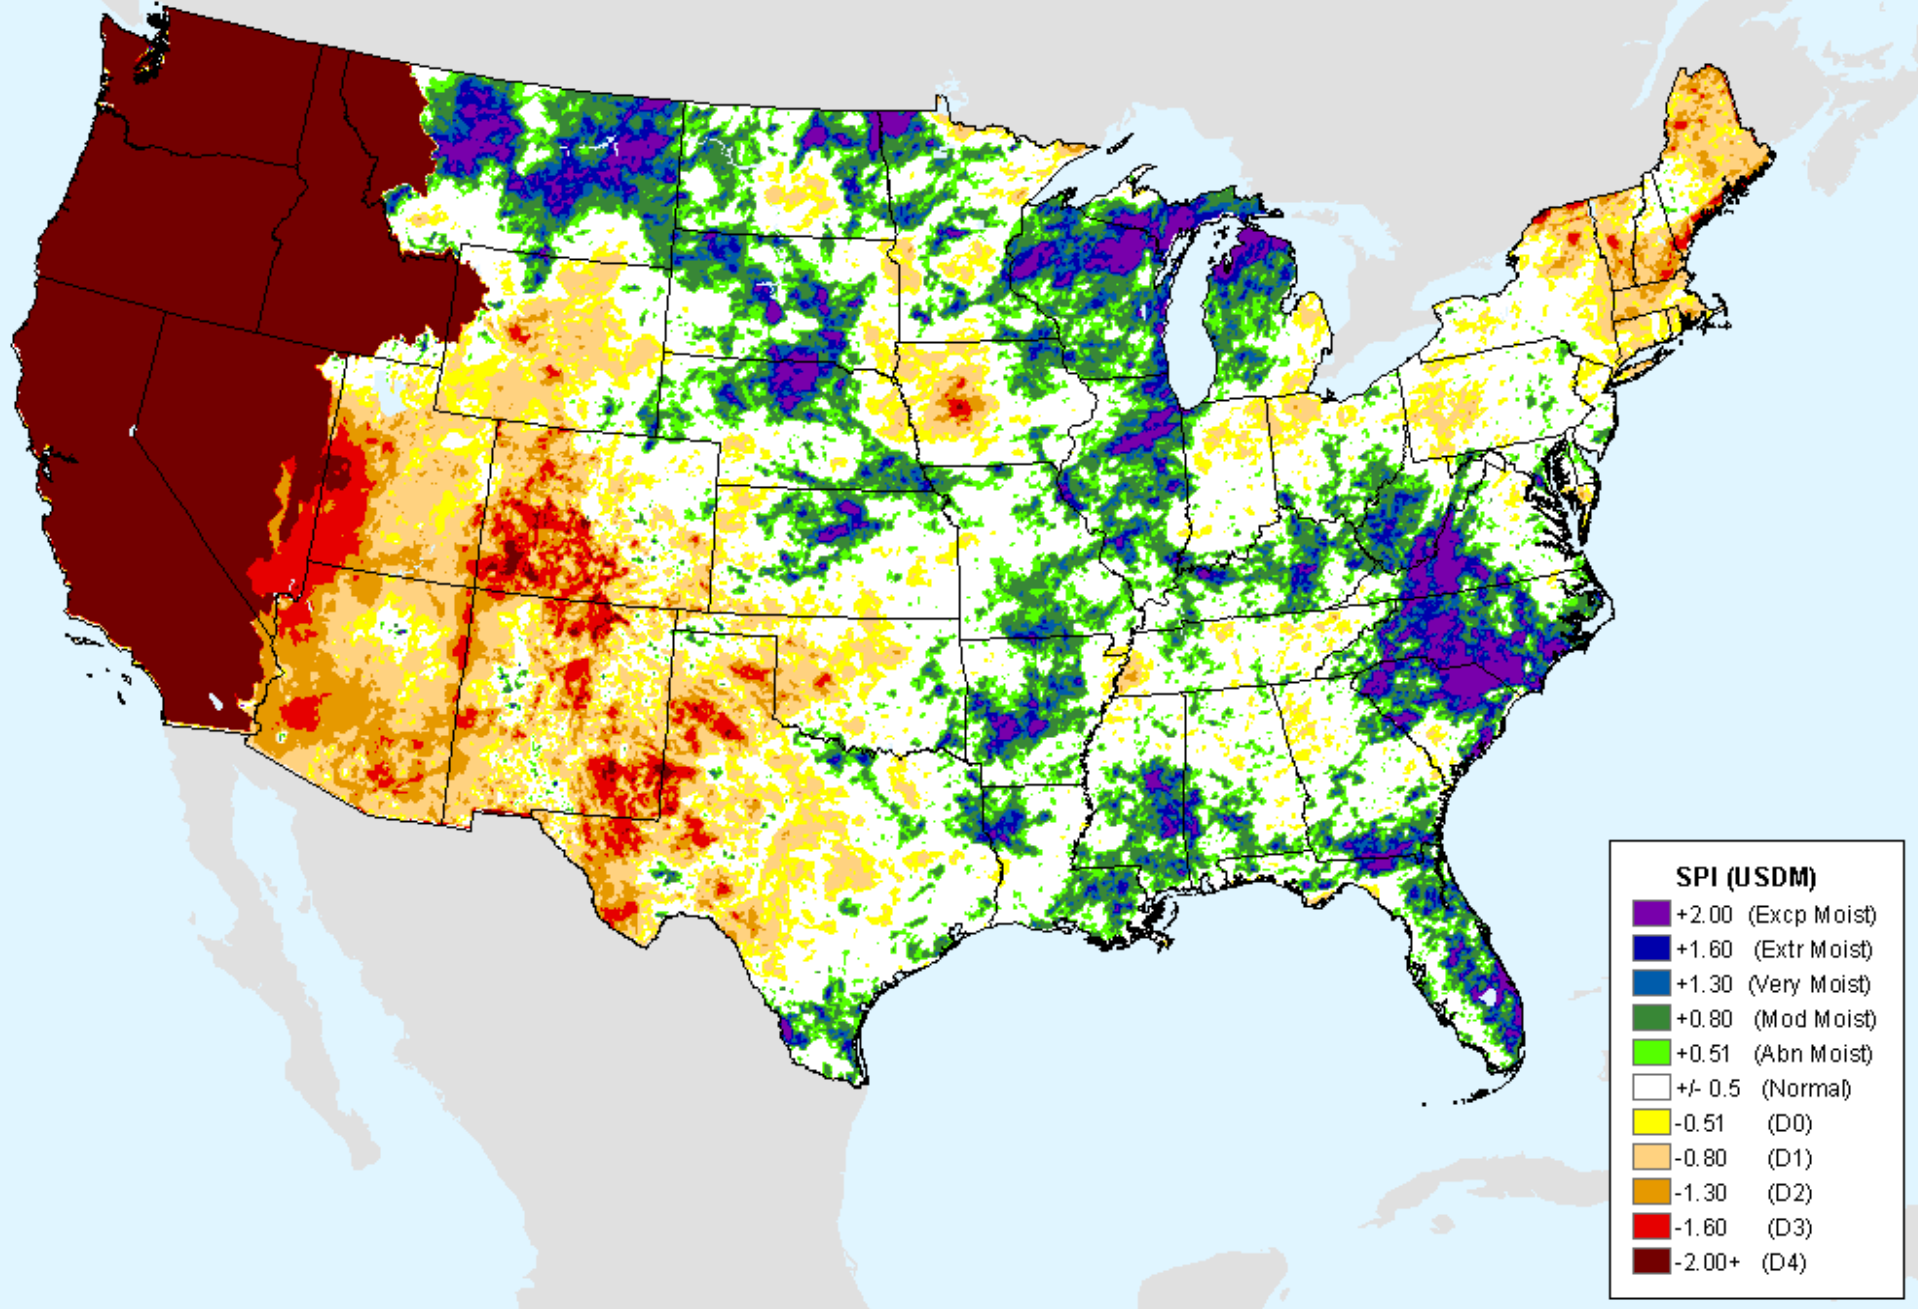 SPI (USDM)
+2.00 (Excp Moist)
+1.60 (Extr Moist)
+1.30 (Very Moist)
+0.80 (Mod Moist)
+0.51 (Abn Moist)
+/- 0.5 (Normal)
-0.51 (D0)
-0.80 (D1)
-1.30 (D2)
-1.60 (D3)
-2.00+ (D4)